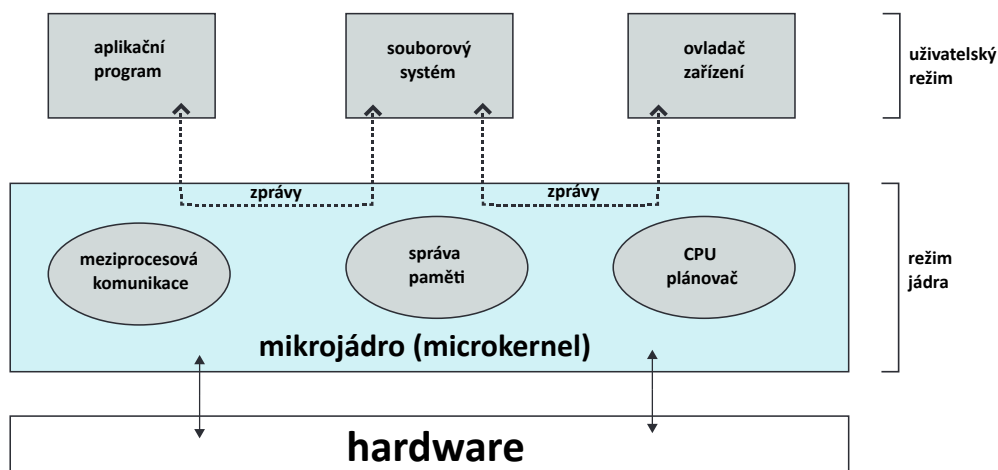 aplikační
program
souborový
systém
ovladač
zařízení
uživatelský
režim
zprávy
zprávy
meziprocesová
komunikace
správa
paměti
CPU
plánovač
režim
jádra
mikrojádro (microkernel)
hardware